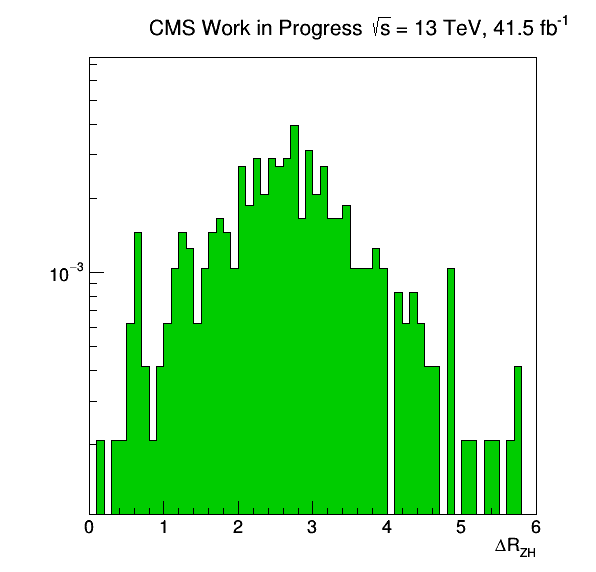 CMS Work in Progress √s = 13 TeV, 41.5 fb⁻¹
10⁻³
0 1 2 3 4 5 6
ΔR_ZH